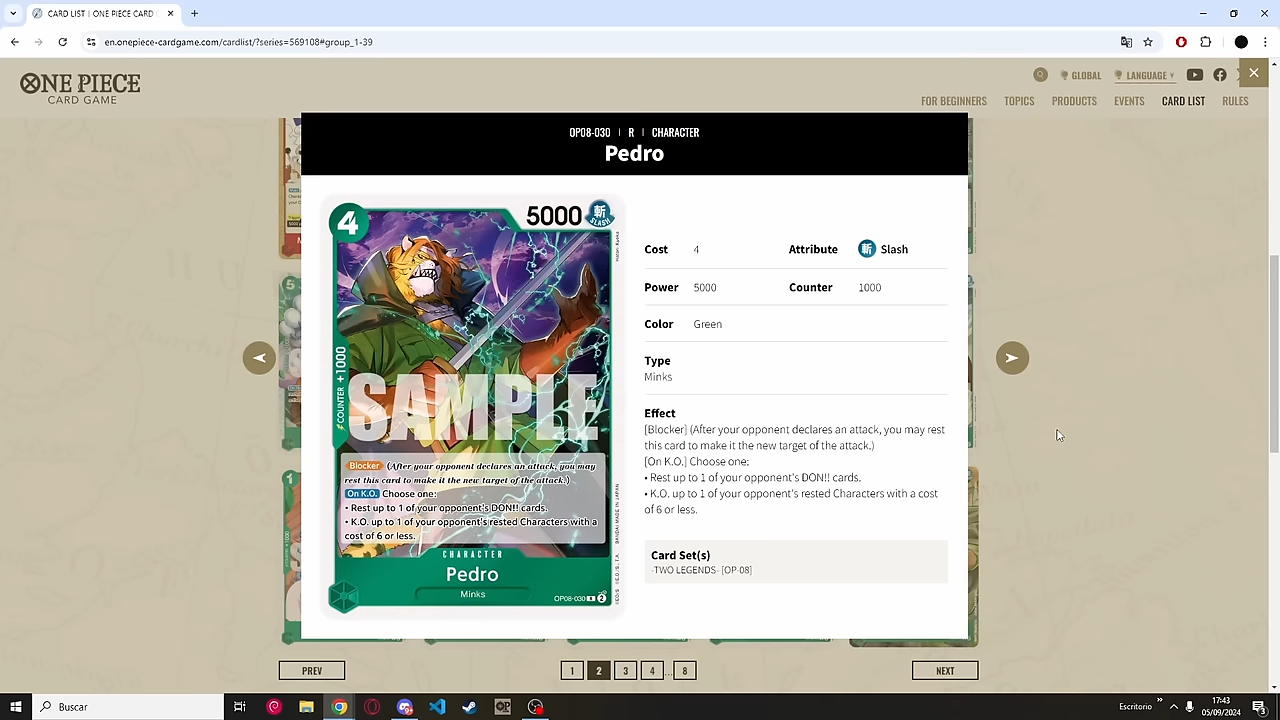 CARD LIST | ONE PIECE CARD
en.onepiece-cardgame.com/cardlist/?series=569108#group_1-39
ONE PIECE
CARD GAME
GLOBAL
LANGUAGE
FOR BEGINNERS
TOPICS
PRODUCTS
EVENTS
CARD LIST
RULES
OP08-030 | R | CHARACTER
Pedro
4
5000
斬
SLASH
COUNTER +1000
SAMPLE
Blocker (After your opponent declares an attack, you may
rest this card to make it the new target of the attack.)
On K.O. Choose one:
• Rest up to 1 of your opponent's DON!! cards.
• K.O. up to 1 of your opponent's rested Characters with a
cost of 6 or less.
CHARACTER
Pedro
Minks
OP08-030 R 2
Cost 4
Attribute 斬 Slash
Power 5000
Counter 1000
Color Green
Type
Minks
Effect
[Blocker] (After your opponent declares an attack, you may rest
this card to make it the new target of the attack.)
[On K.O.] Choose one:
• Rest up to 1 of your opponent's DON!! cards.
• K.O. up to 1 of your opponent's rested Characters with a cost
of 6 or less.
Card Set(s)
-TWO LEGENDS- [OP-08]
5
1
PREV
1 2 3 4 ... 8
NEXT
Buscar
OP
Escritorio
17:43
05/09/2024
3